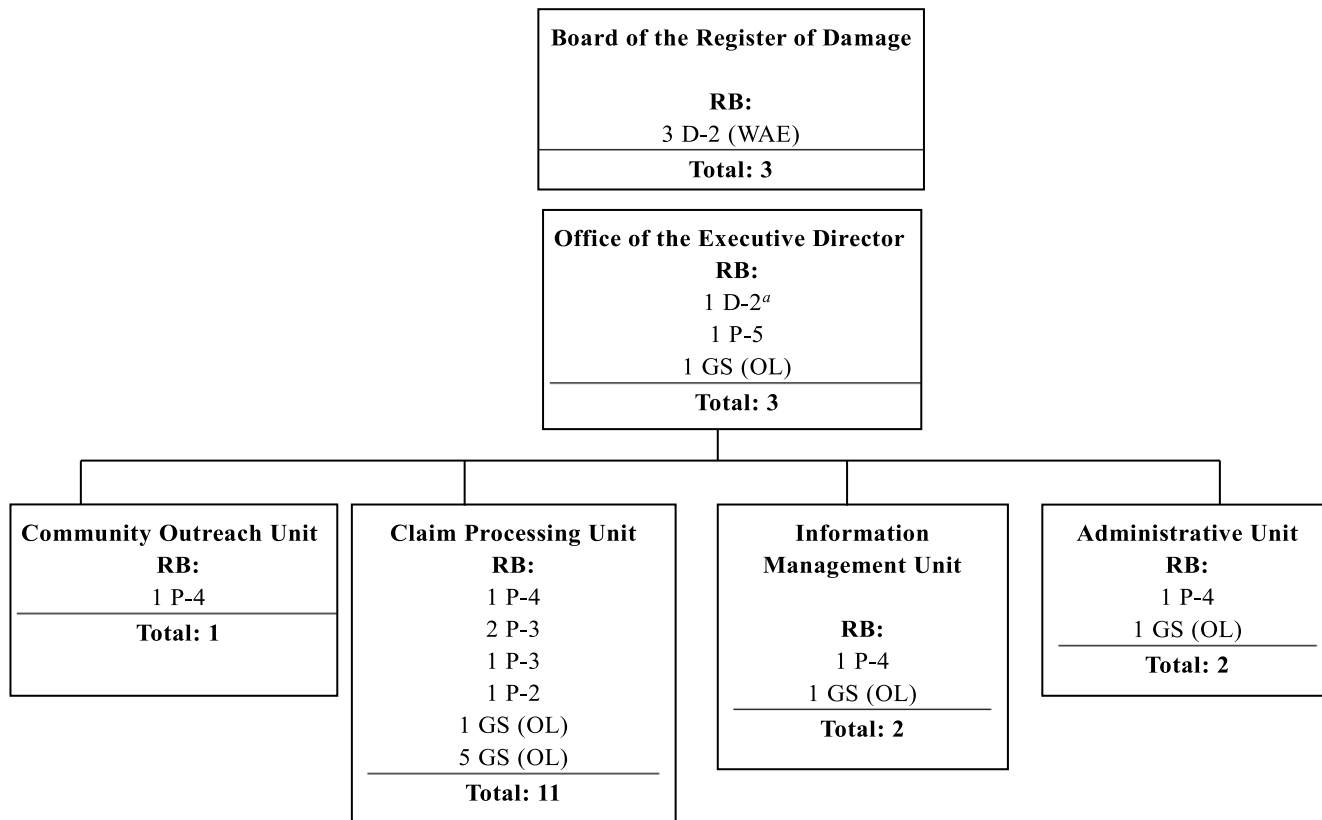 Board of the Register of Damage
RB:
3 D-2 (WAE)
Total: 3
Office of the Executive Director
RB:
1 D-2ᵃ
1 P-5
1 GS (OL)
Total: 3
Community Outreach Unit
RB:
1 P-4
Total: 1
Claim Processing Unit
RB:
1 P-4
2 P-3
1 P-3
1 P-2
1 GS (OL)
5 GS (OL)
Total: 11
Information
Management Unit
RB:
1 P-4
1 GS (OL)
Total: 2
Administrative Unit
RB:
1 P-4
1 GS (OL)
Total: 2